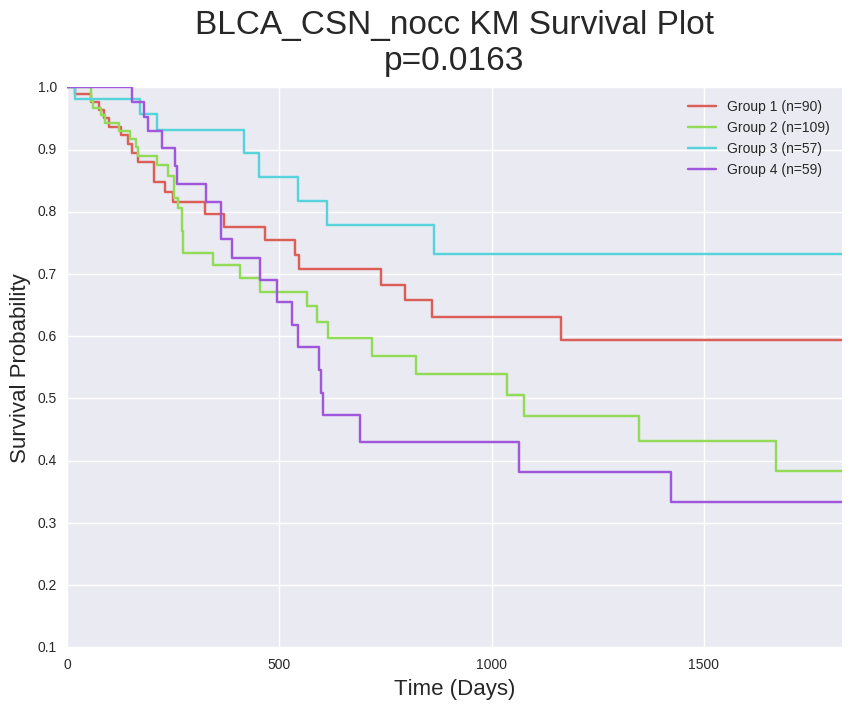 BLCA_CSN_nocc KM Survival Plot
p=0.0163
1.0
0.9
0.8
0.7
0.6
0.5
0.4
0.3
0.2
0.1
Survival Probability
Group 1 (n=90)
Group 2 (n=109)
Group 3 (n=57)
Group 4 (n=59)
0 500 1000 1500
Time (Days)